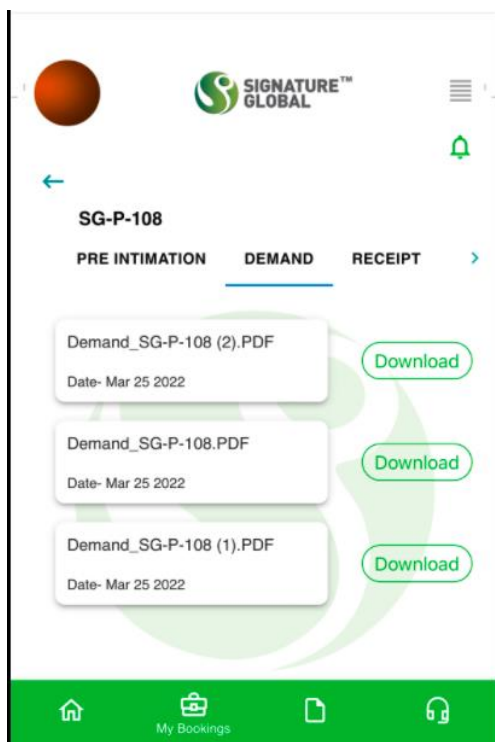 SIGNATURE™
GLOBAL
SG-P-108
PRE INTIMATION DEMAND RECEIPT
Demand_SG-P-108 (2).PDF
Download
Date- Mar 25 2022
Demand_SG-P-108.PDF
Download
Date- Mar 25 2022
Demand_SG-P-108 (1).PDF
Download
Date- Mar 25 2022
My Bookings